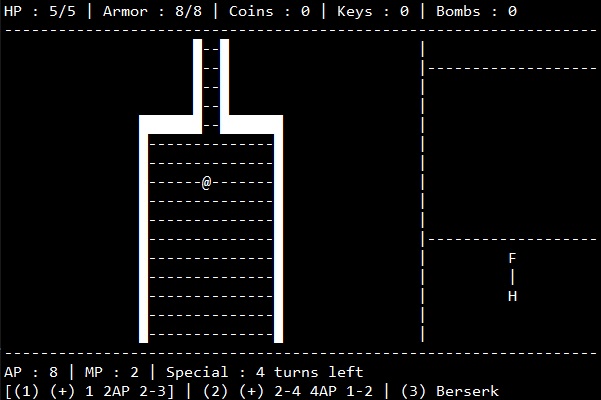 HP : 5/5 | Armor : 8/8 | Coins : 0 | Keys : 0 | Bombs : 0
@
F
|
H
AP : 8 | MP : 2 | Special : 4 turns left
[(1) (+) 1 2AP 2-3] | (2) (+) 2-4 4AP 1-2 | (3) Berserk